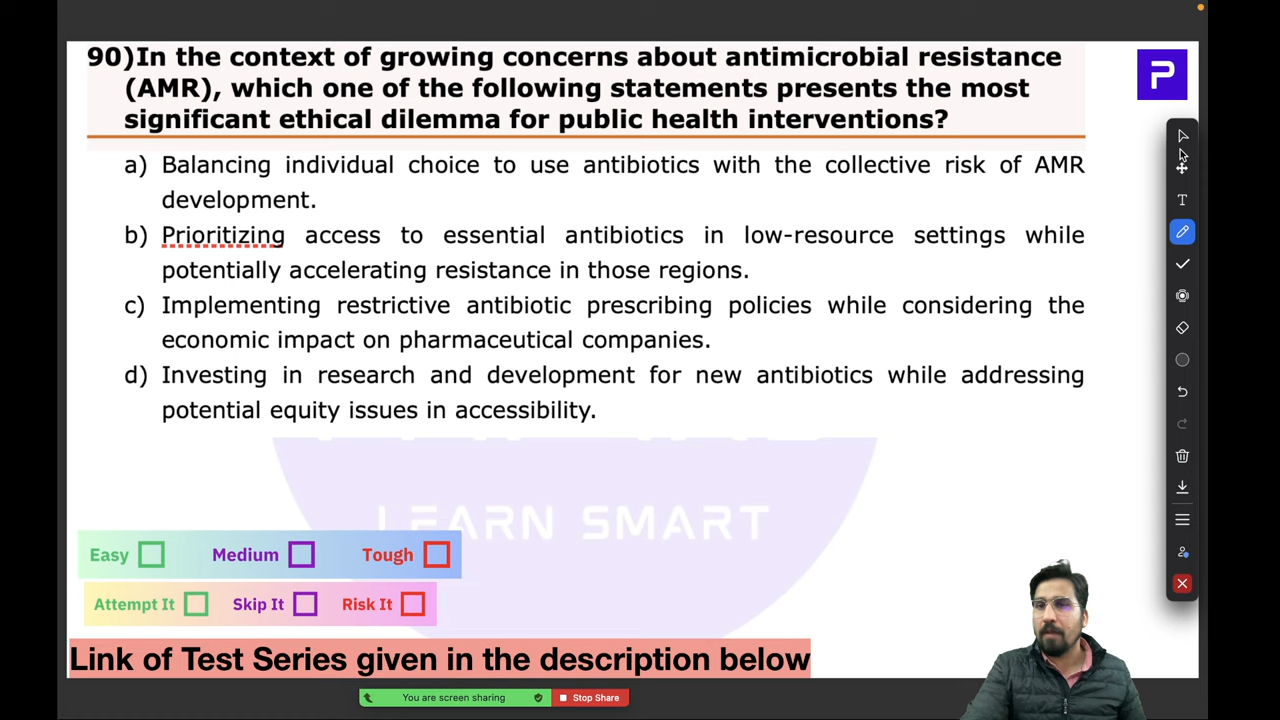 90)In the context of growing concerns about antimicrobial resistance
(AMR), which one of the following statements presents the most
significant ethical dilemma for public health interventions?
a) Balancing individual choice to use antibiotics with the collective risk of AMR
development.
b) Prioritizing access to essential antibiotics in low-resource settings while
potentially accelerating resistance in those regions.
c) Implementing restrictive antibiotic prescribing policies while considering the
economic impact on pharmaceutical companies.
d) Investing in research and development for new antibiotics while addressing
potential equity issues in accessibility.
LEARN SMART
Easy Medium Tough
Attempt It Skip It Risk It
Link of Test Series given in the description below
You are screen sharing Stop Share